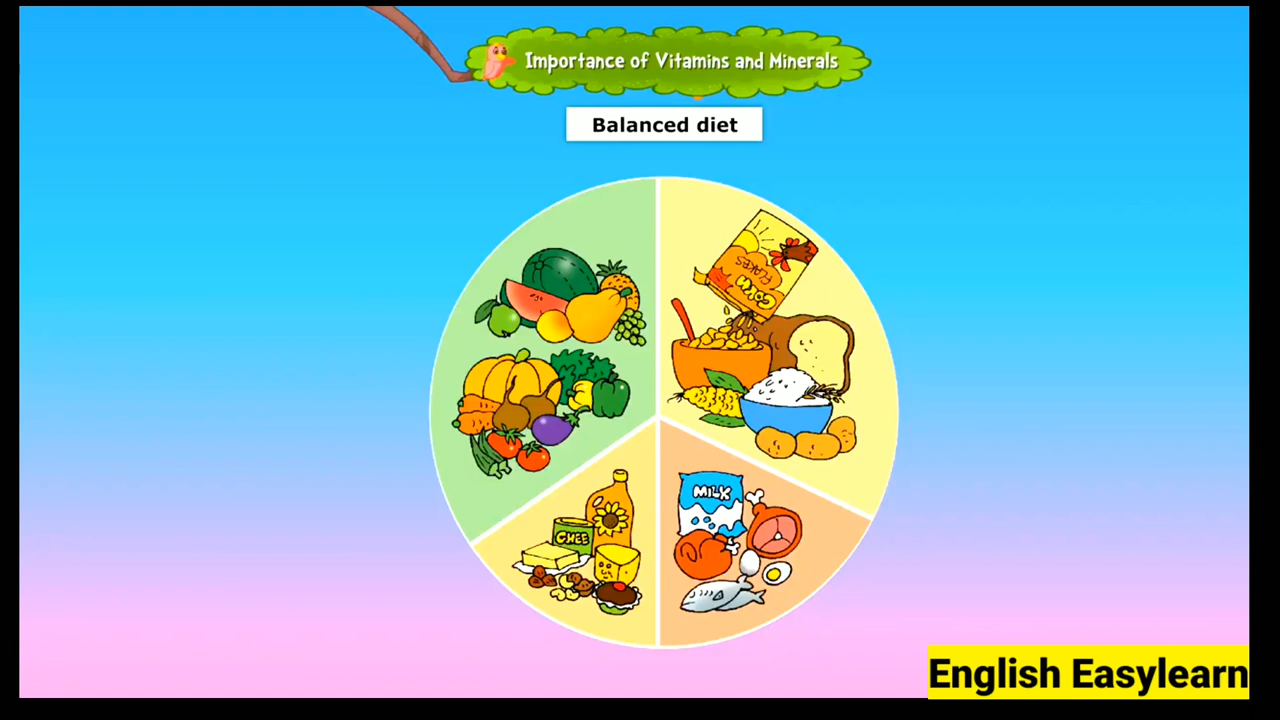 Importance of Vitamins and Minerals
Balanced diet
CORN
FLAKES
MILK
GHEE
English Easylearn